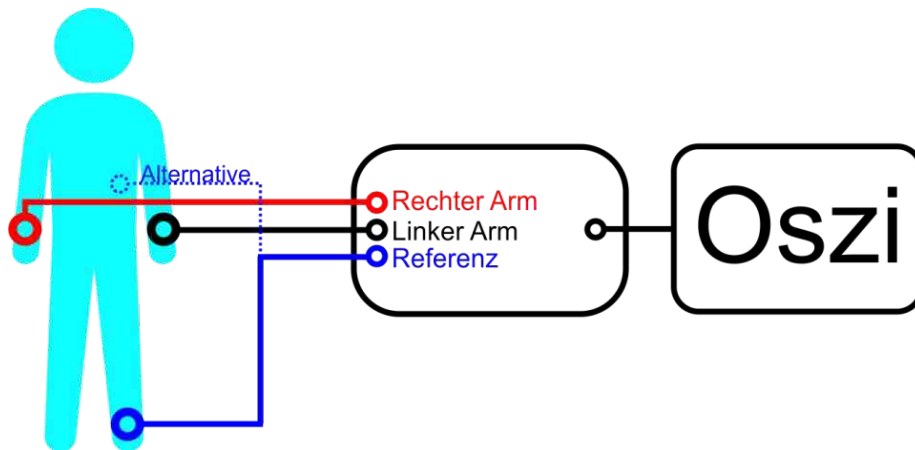 Alternative
Rechter Arm
Linker Arm
Referenz
Oszi